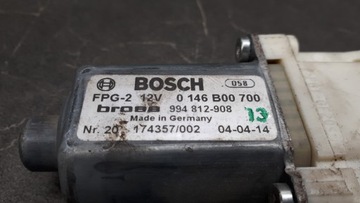 BOSCH 058
FPG-2 12V 0 146 B00 700
brose 994 812-908
Made in Germany
13
Nr. 20 174357/002 04-04-14